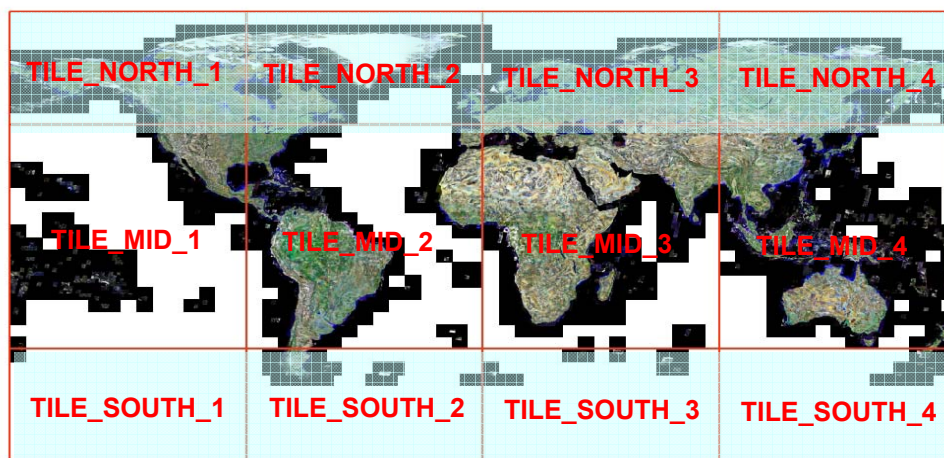 TILE_NORTH_1 TILE_NORTH_2 TILE_NORTH_3 TILE_NORTH_4
TILE_MID_1 TILE_MID_2 TILE_MID_3 TILE_MID_4
TILE_SOUTH_1 TILE_SOUTH_2 TILE_SOUTH_3 TILE_SOUTH_4